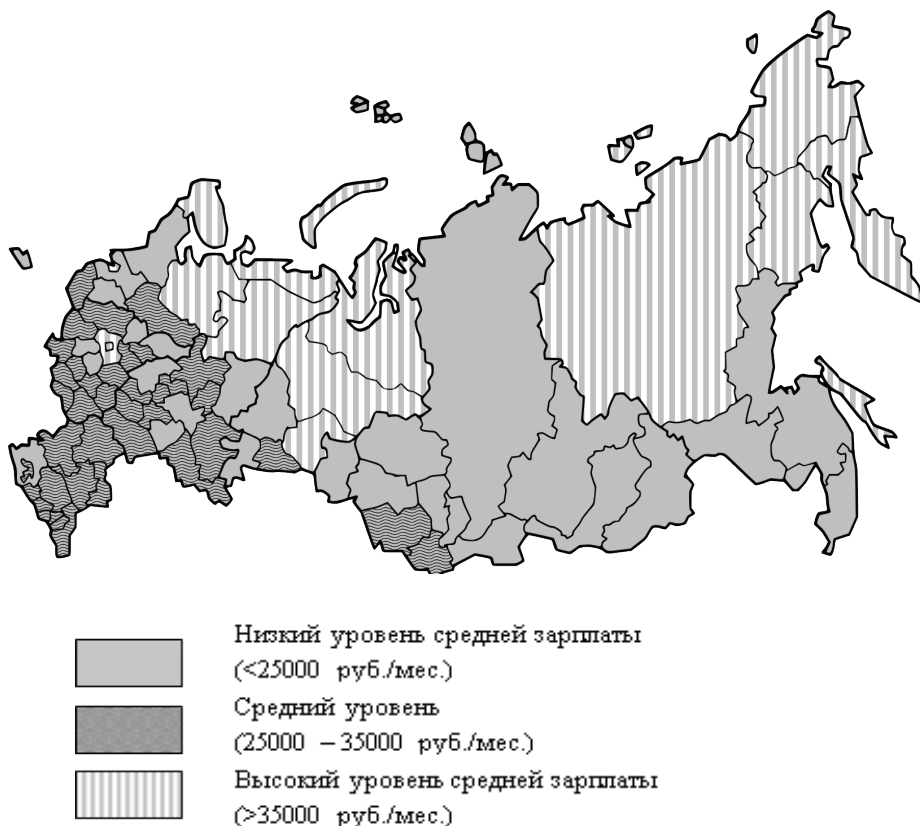 Низкий уровень средней зарплаты
(<25000 руб./мес.)
Средний уровень
(25000 – 35000 руб./мес.)
Высокий уровень средней зарплаты
(>35000 руб./мес.)